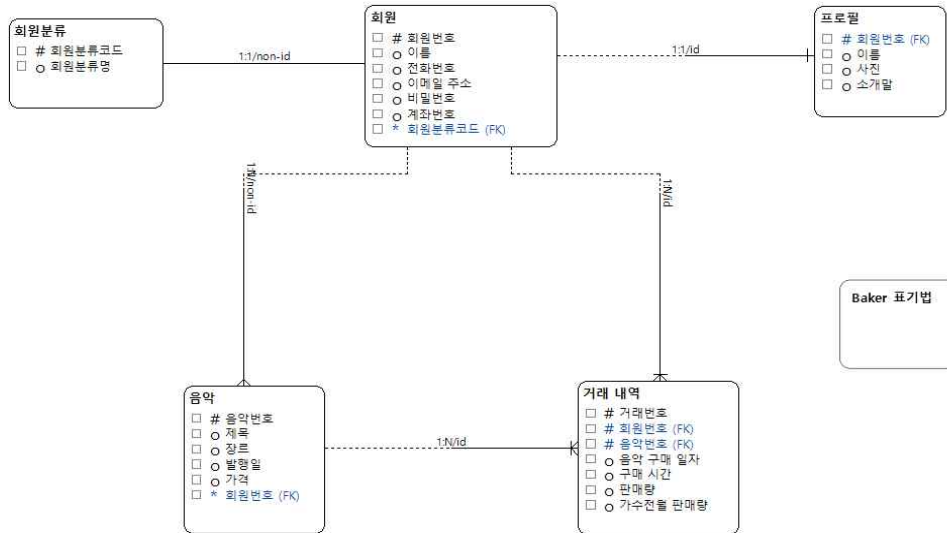 회원분류
# 회원분류코드
o 회원분류명
1:1/non-id
회원
# 회원번호
o 이름
o 전화번호
o 이메일 주소
o 비밀번호
o 계좌번호
* 회원분류코드 (FK)
1:1/id
프로필
# 회원번호 (FK)
o 이름
o 사진
o 소개말
1:N/non-id
1:N/id
Baker 표기법
음악
# 음악번호
o 제목
o 장르
o 발행일
o 가격
* 회원번호 (FK)
1:N/id
거래 내역
# 거래번호
# 회원번호 (FK)
# 음악번호 (FK)
o 음악 구매 일자
o 구매 시간
o 판매량
o 가수전월 판매량